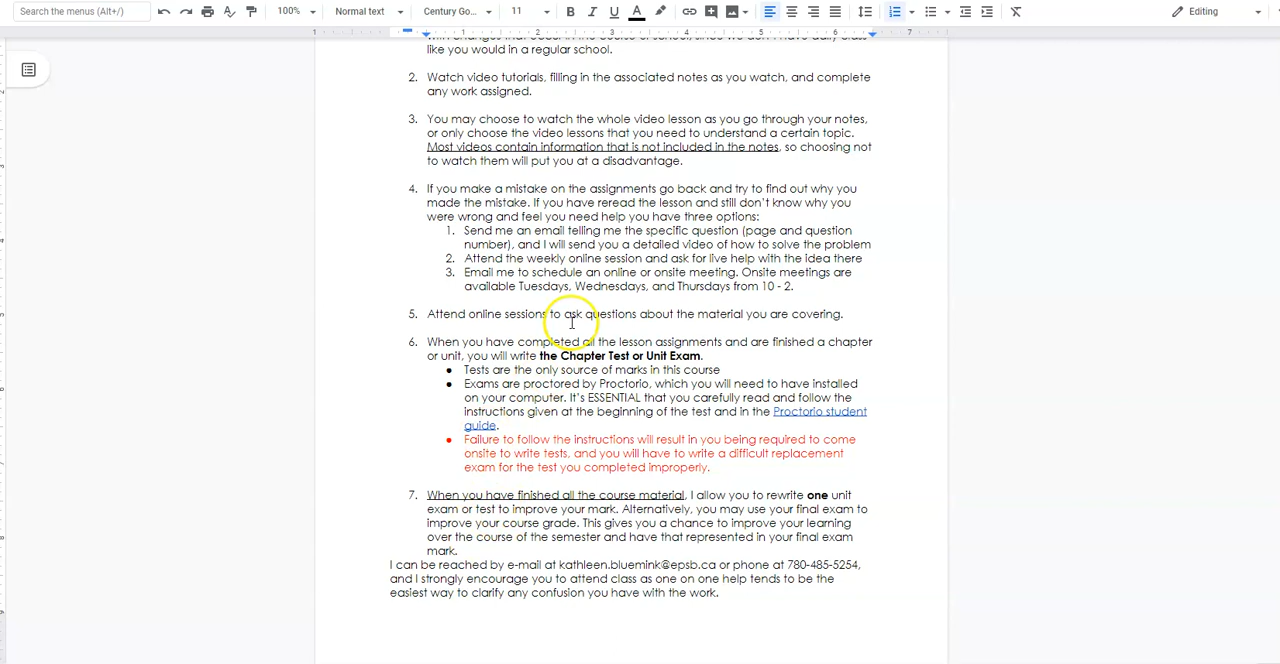 Search the menus (Alt+/)
100%
Normal text
Century Go...
11
B
I
U
A
Editing
1
1
2
3
4
5
6
7
like you would in a regular school.
2. Watch video tutorials, filling in the associated notes as you watch, and complete
any work assigned.
3. You may choose to watch the whole video lesson as you go through your notes,
or only choose the video lessons that you need to understand a certain topic.
Most videos contain information that is not included in the notes, so choosing not
to watch them will put you at a disadvantage.
4. If you make a mistake on the assignments go back and try to find out why you
made the mistake. If you have reread the lesson and still don't know why you
were wrong and feel you need help you have three options:
1. Send me an email telling me the specific question (page and question
number), and I will send you a detailed video of how to solve the problem
2. Attend the weekly online session and ask for live help with the idea there
3. Email me to schedule an online or onsite meeting. Onsite meetings are
available Tuesdays, Wednesdays, and Thursdays from 10 - 2.
5. Attend online sessions to ask questions about the material you are covering.
6. When you have completed all the lesson assignments and are finished a chapter
or unit, you will write the Chapter Test or Unit Exam.
● Tests are the only source of marks in this course
● Exams are proctored by Proctorio, which you will need to have installed
on your computer. It's ESSENTIAL that you carefully read and follow the
instructions given at the beginning of the test and in the Proctorio student
guide.
● Failure to follow the instructions will result in you being required to come
onsite to write tests, and you will have to write a difficult replacement
exam for the test you completed improperly.
7. When you have finished all the course material, I allow you to rewrite one unit
exam or test to improve your mark. Alternatively, you may use your final exam to
improve your course grade. This gives you a chance to improve your learning
over the course of the semester and have that represented in your final exam
mark.
I can be reached by e-mail at kathleen.bluemink@epsb.ca or phone at 780-485-5254,
and I strongly encourage you to attend class as one on one help tends to be the
easiest way to clarify any confusion you have with the work.